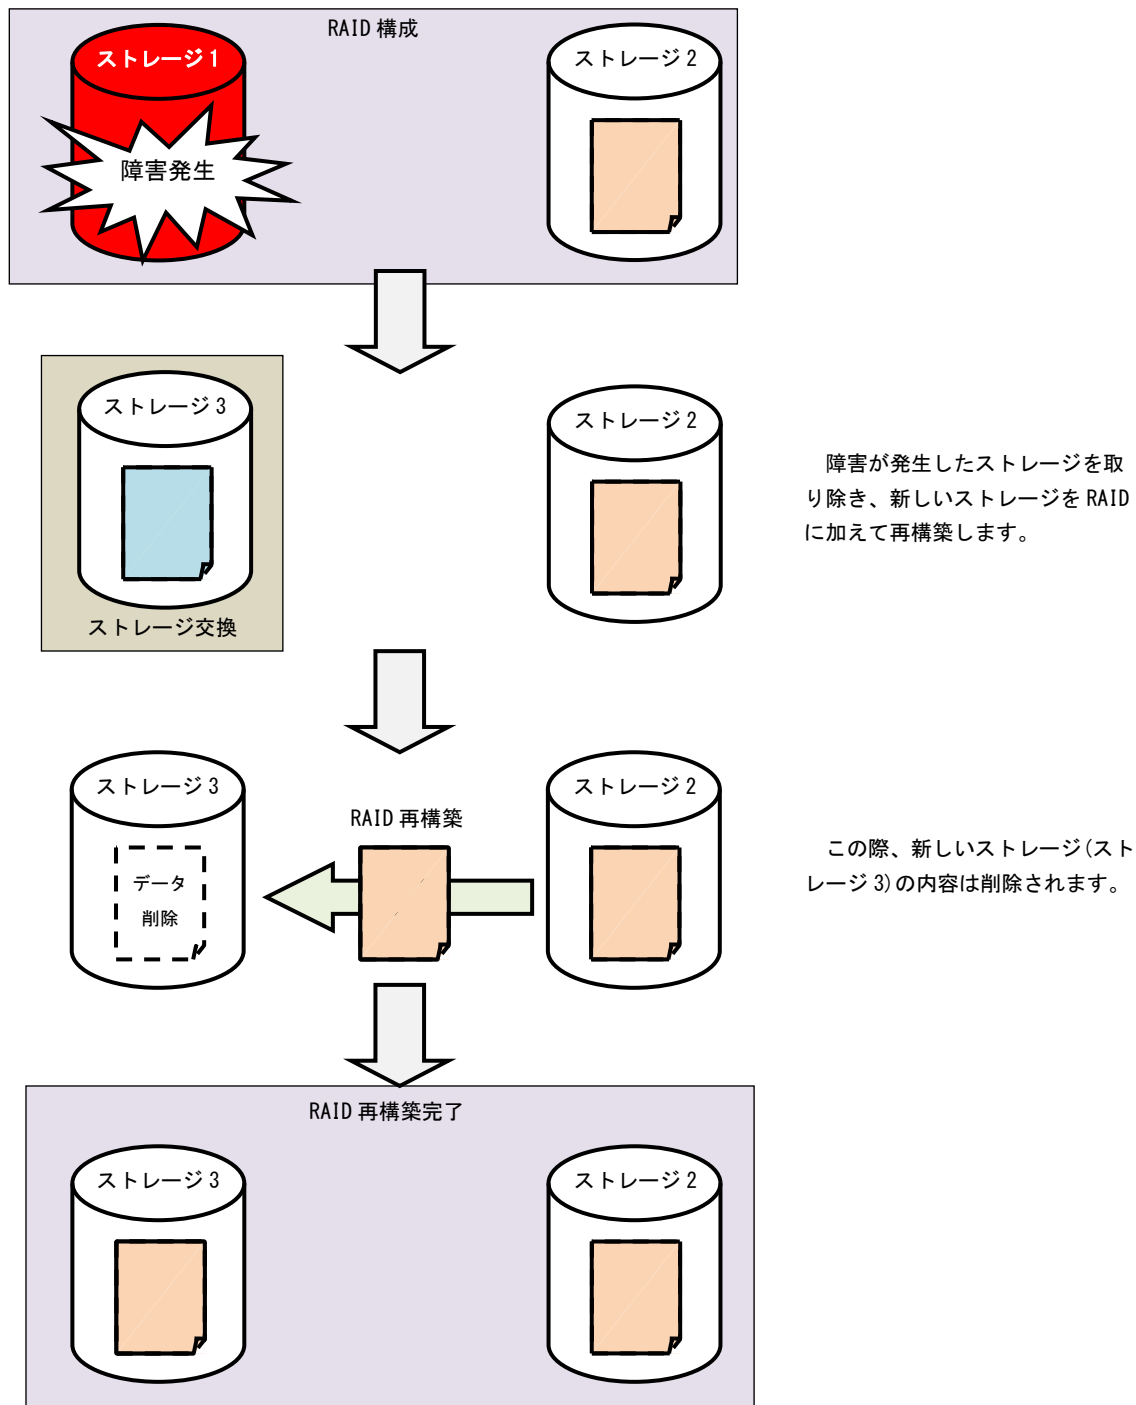 RAID 構成
ストレージ 1
ストレージ 2
障害発生
ストレージ 3
ストレージ 2
ストレージ交換
障害が発生したストレージを取
り除き、新しいストレージを RAID
に加えて再構築します。
ストレージ 3
ストレージ 2
RAID 再構築
データ
削除
この際、新しいストレージ(スト
レージ 3)の内容は削除されます。
RAID 再構築完了
ストレージ 3
ストレージ 2